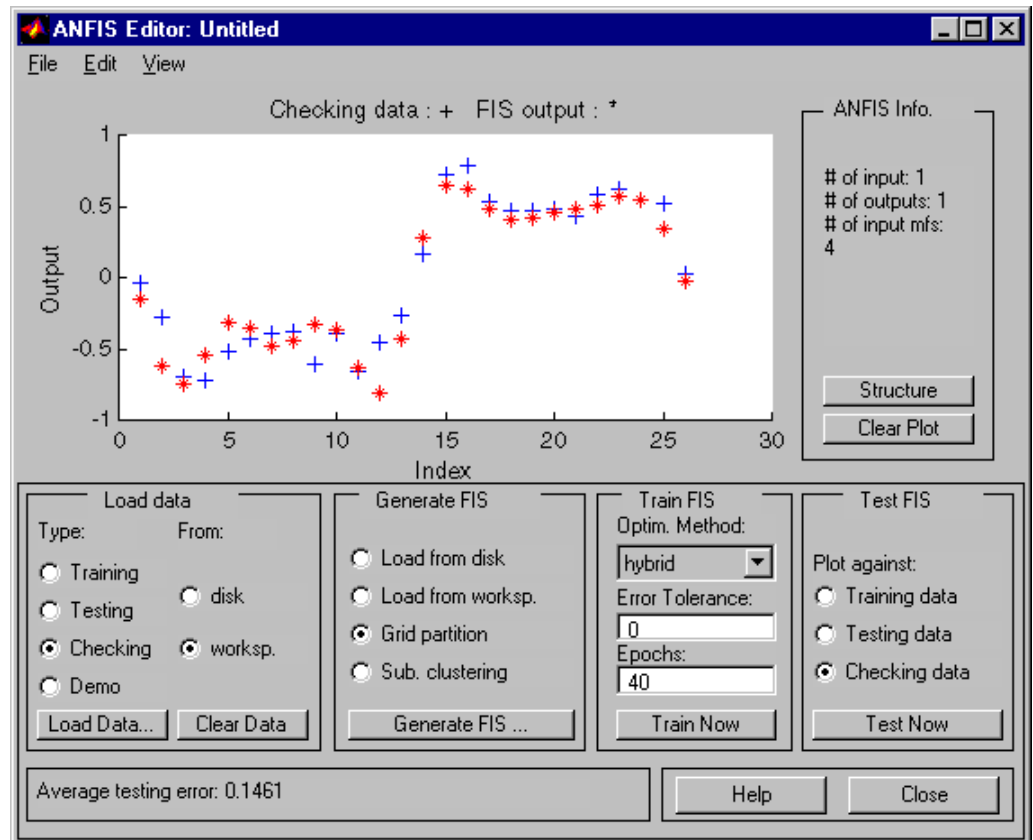 ANFIS Editor: Untitled
File Edit View
Checking data : + FIS output : *
1
0.5
0
-0.5
-1
Output
0 5 10 15 20 25 30
Index
ANFIS Info.
# of input: 1
# of outputs: 1
# of input mfs:
4
Structure
Clear Plot
Load data
Type: From:
Training
Testing
Checking
Demo
disk
worksp.
Load Data...
Clear Data
Generate FIS
Load from disk
Load from worksp.
Grid partition
Sub. clustering
Generate FIS ...
Train FIS
Optim. Method:
hybrid
Error Tolerance:
0
Epochs:
40
Train Now
Test FIS
Plot against:
Training data
Testing data
Checking data
Test Now
Average testing error: 0.1461
Help
Close